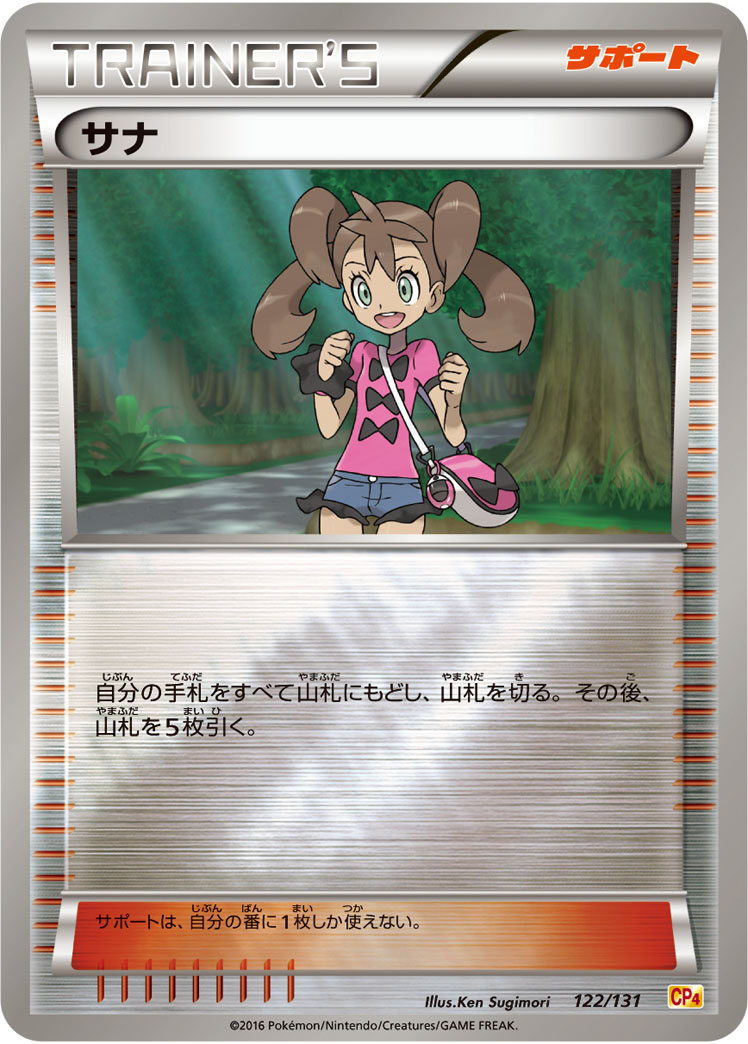 TRAINER'S
サポート
サナ
自分の手札をすべて山札にもどし、山札を切る。その後、
山札を5枚引く。
サポートは、自分の番に1枚しか使えない。
Illus.Ken Sugimori 122/131 CP4
©2016 Pokémon/Nintendo/Creatures/GAME FREAK.